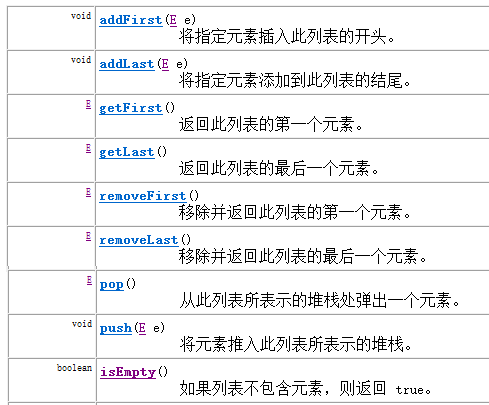 void addFirst(E e)
将指定元素插入此列表的开头。
void addLast(E e)
将指定元素添加到此列表的结尾。
E getFirst()
返回此列表的第一个元素。
E getLast()
返回此列表的最后一个元素。
E removeFirst()
移除并返回此列表的第一个元素。
E removeLast()
移除并返回此列表的最后一个元素。
E pop()
从此列表所表示的堆栈处弹出一个元素。
void push(E e)
将元素推入此列表所表示的堆栈。
boolean isEmpty()
如果列表不包含元素，则返回 true。